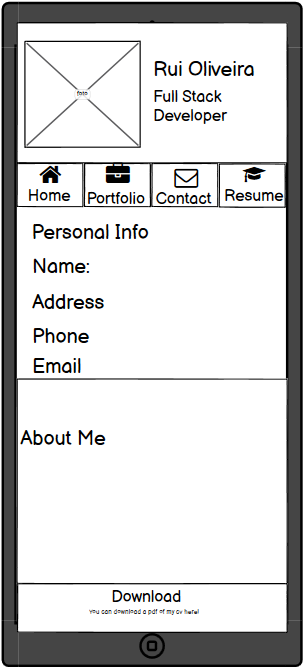 foto
Rui Oliveira
Full Stack
Developer
Home
Portfolio
Contact
Resume
Personal Info
Name:
Address
Phone
Email
About Me
Download
You can download a pdf of my cv here!